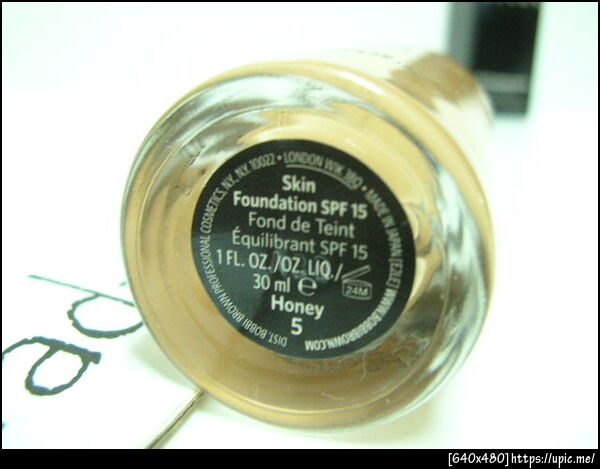 DIST. BOBBI BROWN PROFESSIONAL COSMETICS, N.Y., N.Y. 10022 • LONDON W1K 3BQ • MADE IN JAPAN WWW.BOBBIBROWN.COM
Skin
Foundation SPF 15
Fond de Teint
Équilibrant SPF 15
1 FL. OZ./OZ. LIQ./
30 ml ℮
24M
Honey
5
ad
[640x480]https://upic.me/